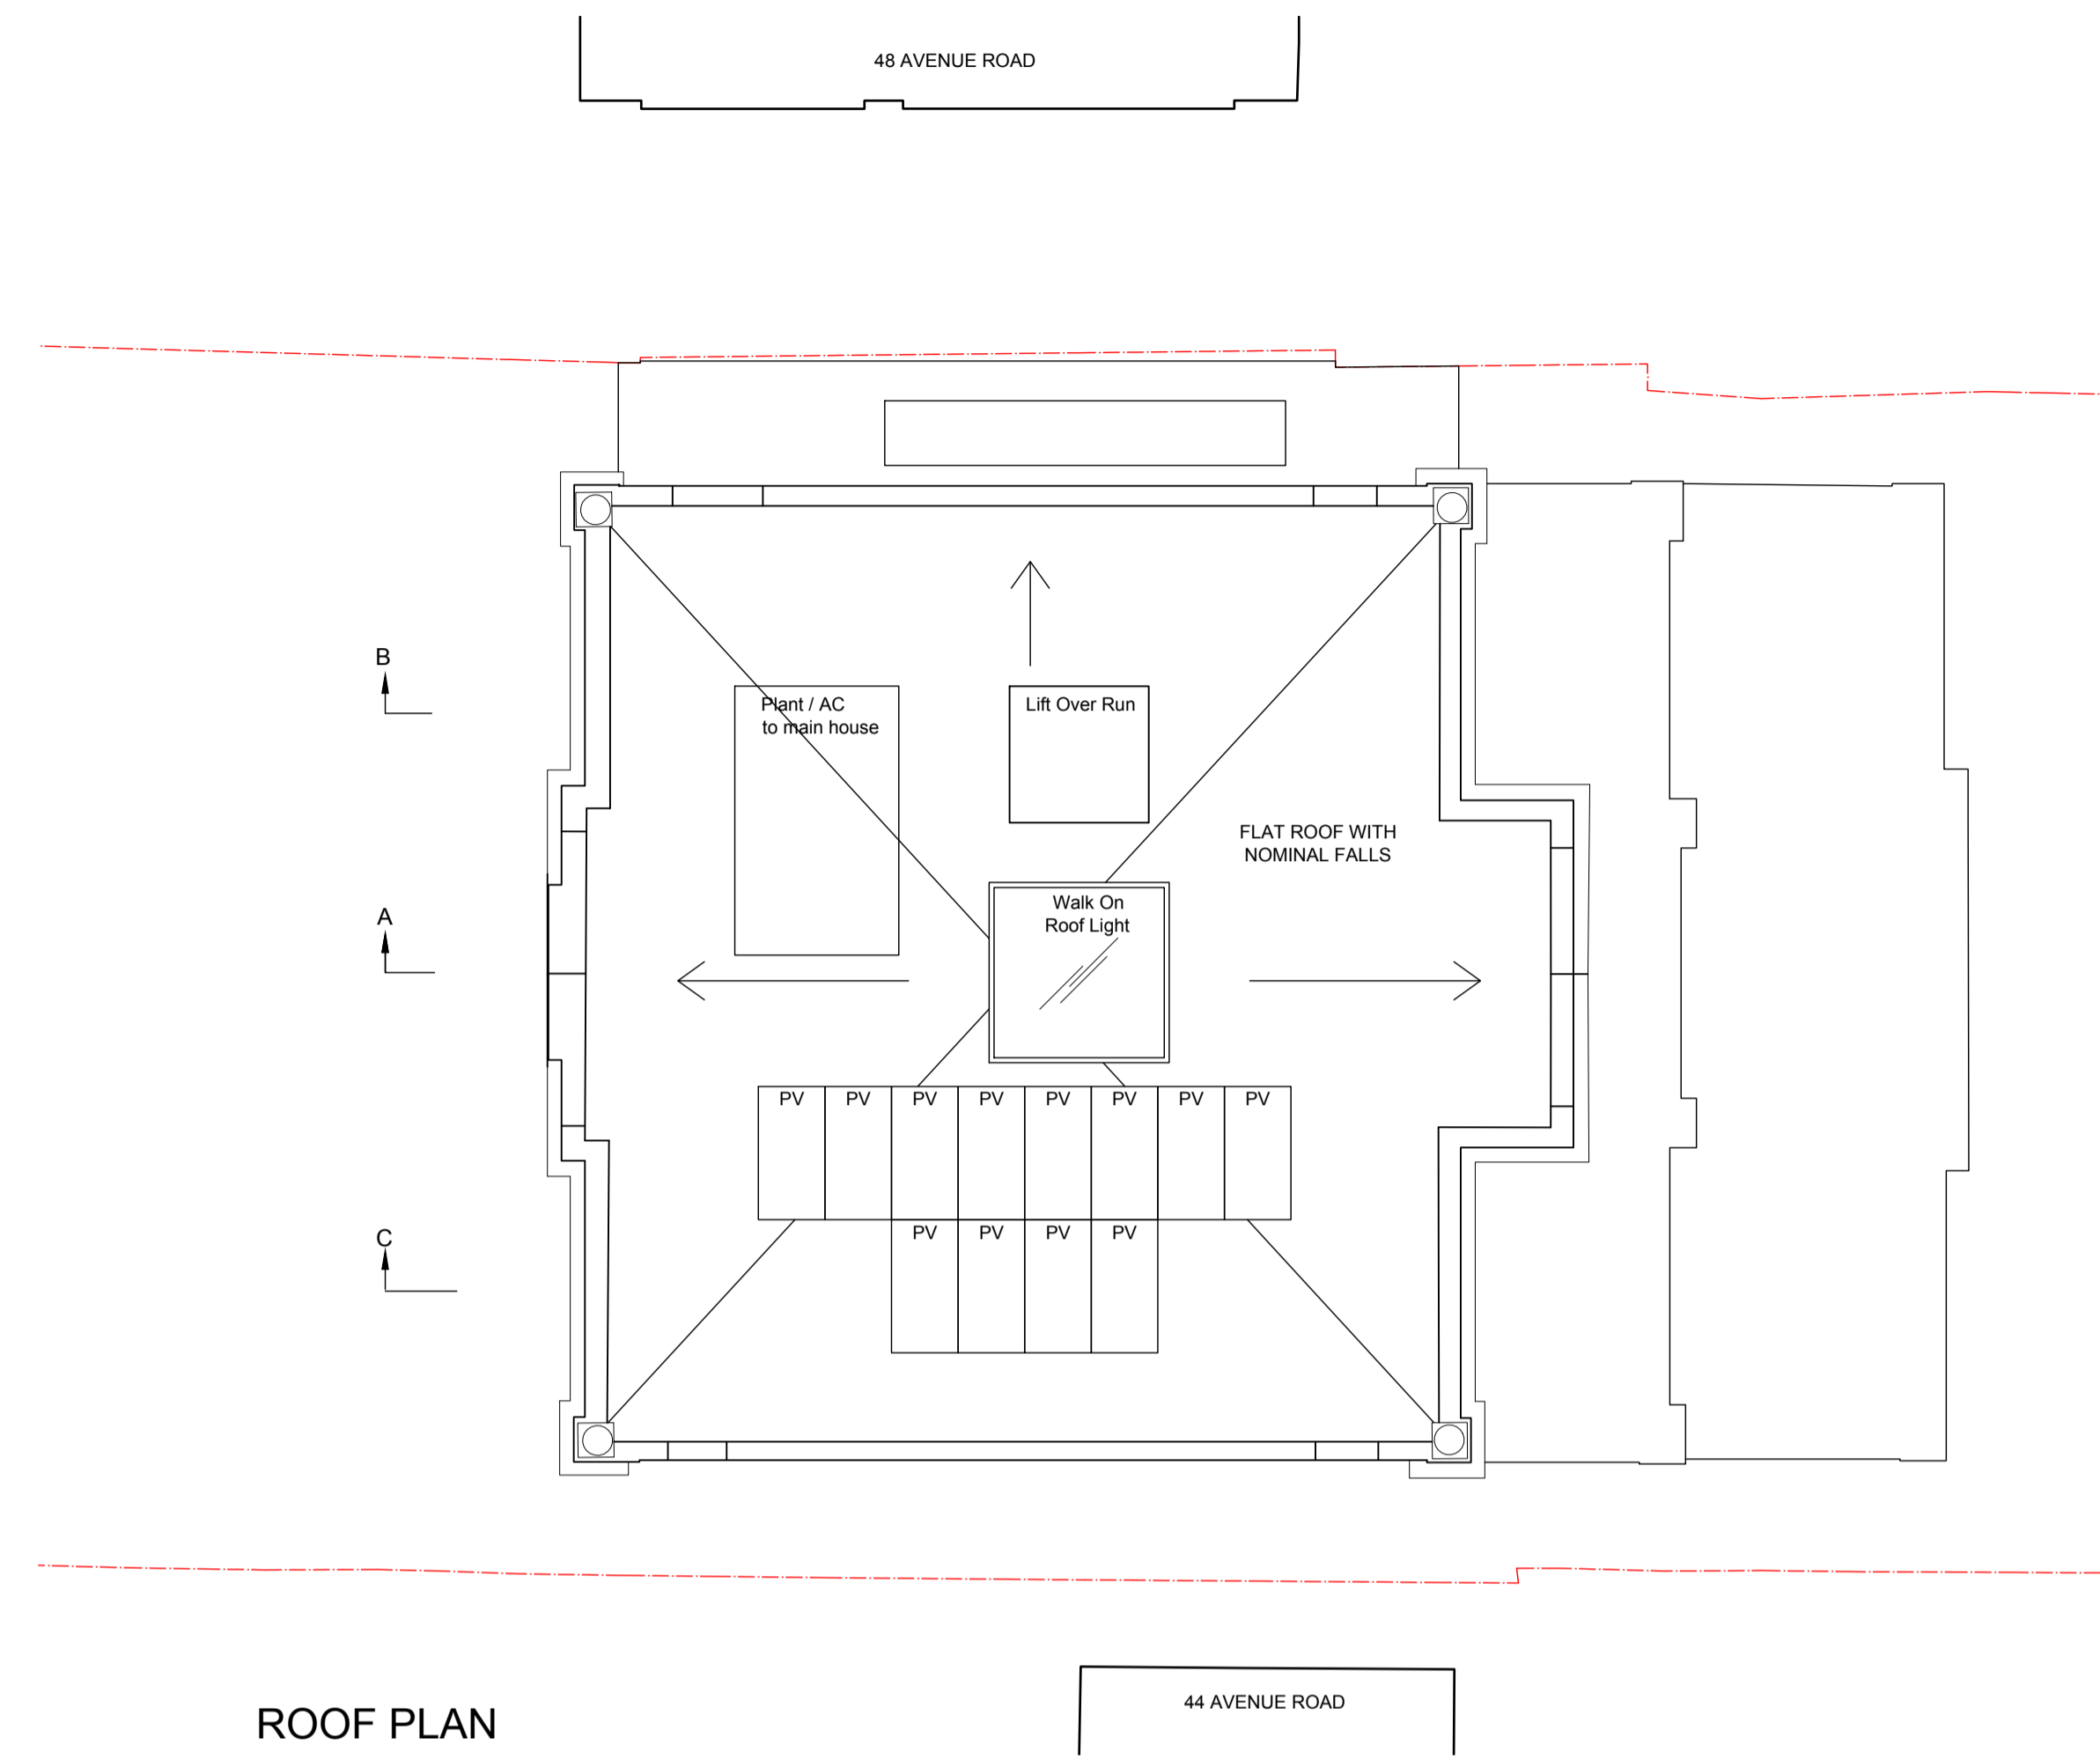 48 AVENUE ROAD
B
Plant / AC
to main house
Lift Over Run
FLAT ROOF WITH
NOMINAL FALLS
A
Walk On
Roof Light
PV PV PV PV PV PV PV PV
C
PV PV PV PV
44 AVENUE ROAD
ROOF PLAN